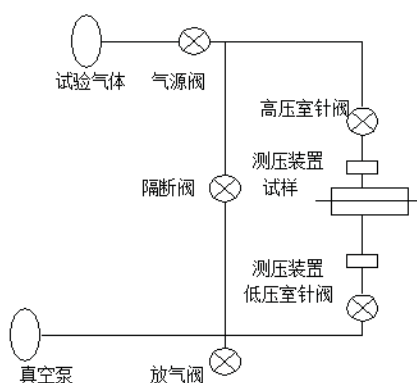 试验气体
气源阀
高压室针阀
测压装置
试样
隔断阀
测压装置
低压室针阀
真空泵
放气阀